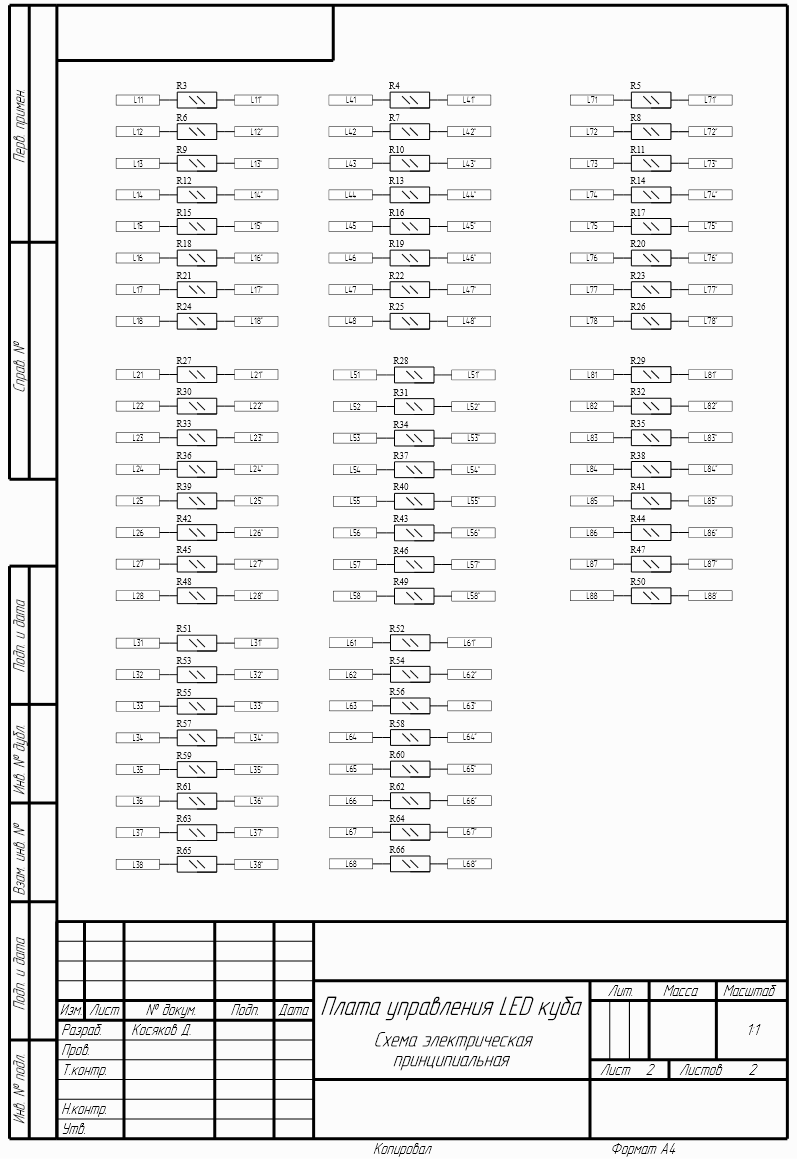 Перв. примен.
Справ. №
Подп. и дата
Инв. № дубл.
Взам. инв. №
Подп. и дата
Инв. № подл.
R3
L11 L11'
R6
L12 L12'
R9
L13 L13'
R12
L14 L14'
R15
L15 L15'
R18
L16 L16'
R21
L17 L17'
R24
L18 L18'
R4
L41 L41'
R7
L42 L42'
R10
L43 L43'
R13
L44 L44'
R16
L45 L45'
R19
L46 L46'
R22
L47 L47'
R25
L48 L48'
R5
L71 L71'
R8
L72 L72'
R11
L73 L73'
R14
L74 L74'
R17
L75 L75'
R20
L76 L76'
R23
L77 L77'
R26
L78 L78'
R27
L21 L21'
R30
L22 L22'
R33
L23 L23'
R36
L24 L24'
R39
L25 L25'
R42
L26 L26'
R45
L27 L27'
R48
L28 L28'
R28
L51 L51'
R31
L52 L52'
R34
L53 L53'
R37
L54 L54'
R40
L55 L55'
R43
L56 L56'
R46
L57 L57'
R49
L58 L58'
R29
L81 L81'
R32
L82 L82'
R35
L83 L83'
R38
L84 L84'
R41
L85 L85'
R44
L86 L86'
R47
L87 L87'
R50
L88 L88'
R51
L31 L31'
R53
L32 L32'
R55
L33 L33'
R57
L34 L34'
R59
L35 L35'
R61
L36 L36'
R63
L37 L37'
R65
L38 L38'
R52
L61 L61'
R54
L62 L62'
R56
L63 L63'
R58
L64 L64'
R60
L65 L65'
R62
L66 L66'
R64
L67 L67'
R66
L68 L68'
Изм. Лист № докум. Подп. Дата
Разраб. Косяков Д.
Пров.
Т.контр.
Н.контр.
Утв.
Плата управления LED куба
Схема электрическая
принципиальная
Лит. Масса Масштаб
1:1
Лист 2 Листов 2
Копировал Формат А4